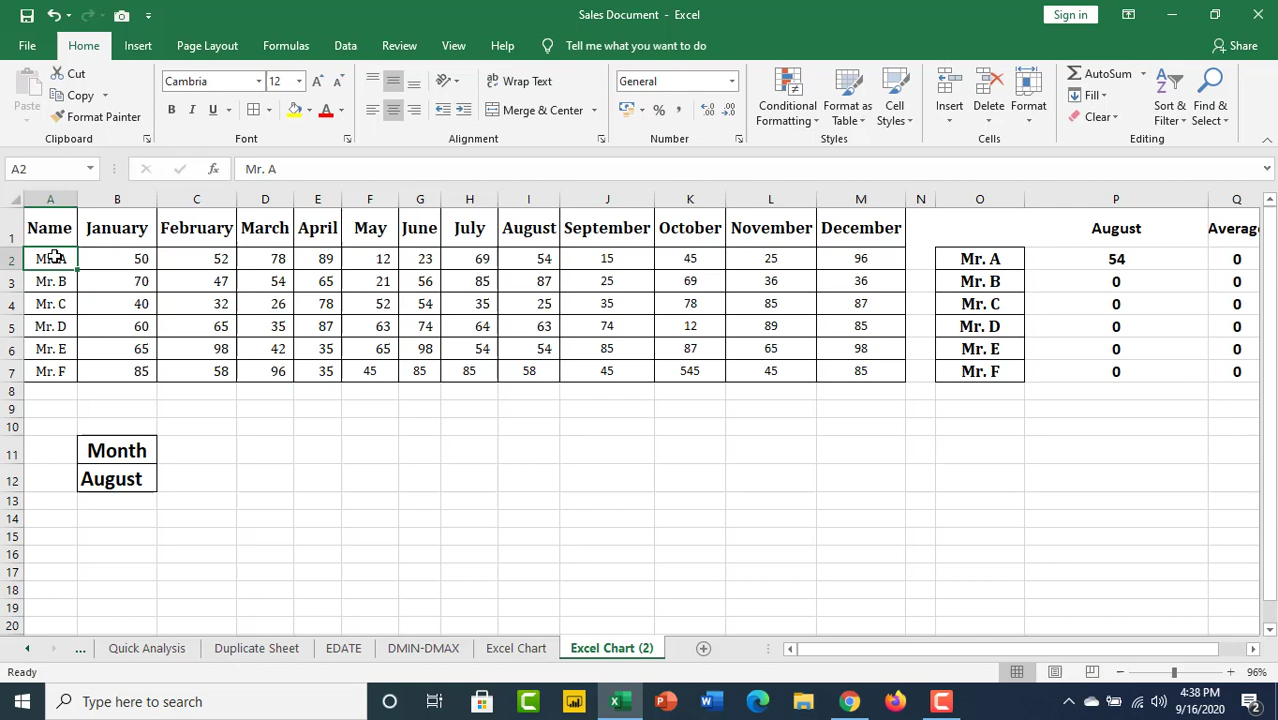 Sales Document - Excel
Sign in
File Home Insert Page Layout Formulas Data Review View Help Tell me what you want to do Share
Paste Cut Copy Format Painter Clipboard
Cambria 12 B I U A Font
ab Wrap Text Merge & Center Alignment
General % , Number
Conditional Formatting Format as Table Cell Styles Styles
Insert Delete Format Cells
AutoSum Fill Clear Sort & Filter Find & Select Editing
A2 fx Mr. A
A B C D E F G H I J K L M N O P Q
1 Name January February March April May June July August September October November December August Average
2 Mr. A 50 52 78 89 12 23 69 54 15 45 25 96 Mr. A 54 0
3 Mr. B 70 47 54 65 21 56 85 87 25 69 36 36 Mr. B 0 0
4 Mr. C 40 32 26 78 52 54 35 25 35 78 85 87 Mr. C 0 0
5 Mr. D 60 65 35 87 63 74 64 63 74 12 89 85 Mr. D 0 0
6 Mr. E 65 98 42 35 65 98 54 54 85 87 65 98 Mr. E 0 0
7 Mr. F 85 58 96 35 45 85 85 58 45 545 45 85 Mr. F 0 0
8
9
10
11 Month
12 August
13
14
15
16
17
18
19
20
... Quick Analysis Duplicate Sheet EDATE DMIN-DMAX Excel Chart Excel Chart (2)
Ready 96%
Type here to search
4:38 PM
9/16/2020
2